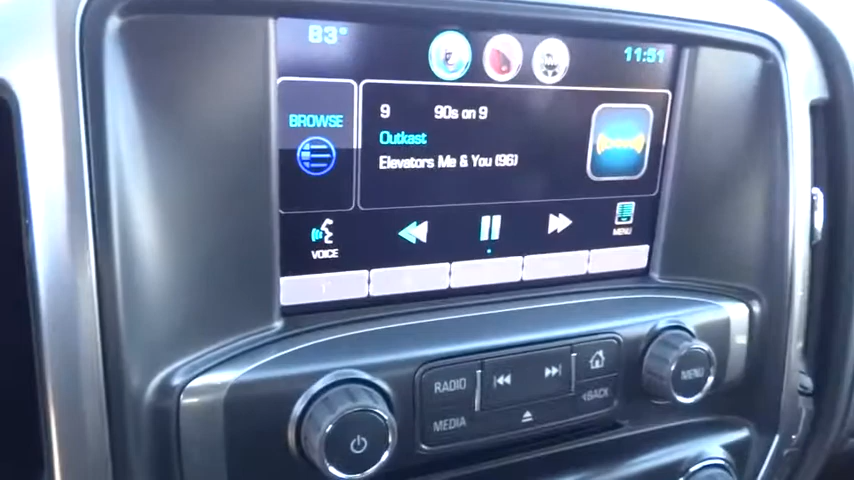 83°
11:51
9 90s on 9
BROWSE
Outkast
Elevators Me & You (96)
VOICE
MENU
RADIO
MENU
BACK
MEDIA